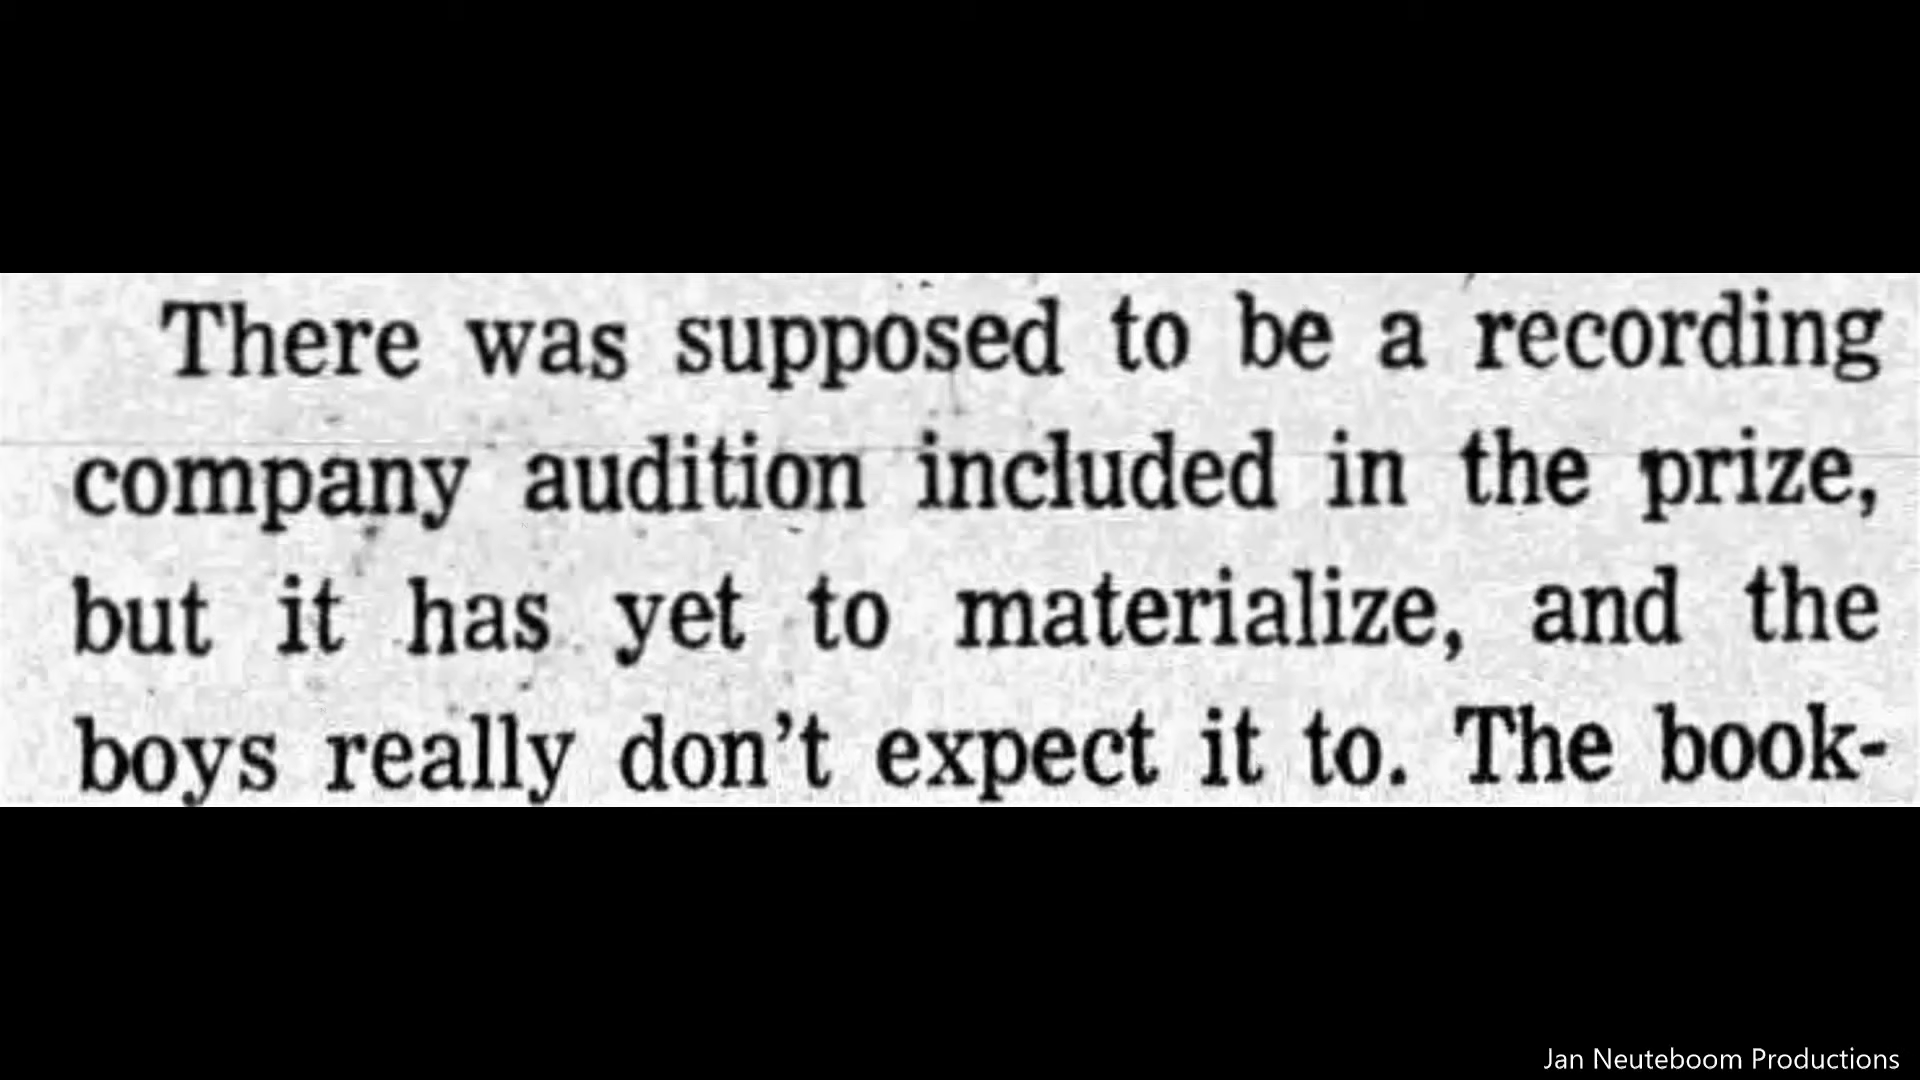 There was supposed to be a recording
company audition included in the prize,
but it has yet to materialize, and the
boys really don't expect it to. The book-
Jan Neuteboom Productions